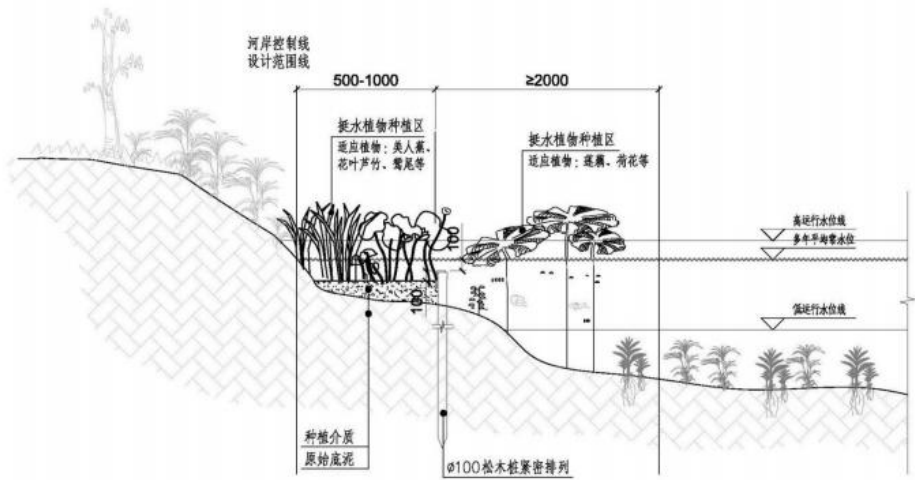 河岸控制线
设计范围线
500-1000
≥2000
挺水植物种植区
适应植物：美人蕉、
花叶芦竹、鸢尾等
挺水植物种植区
适应植物：莲藕、荷花等
高运行水位线
多年平均常水位
100
100
低运行水位线
种植介质
原始底泥
Ø100松木桩紧密排列